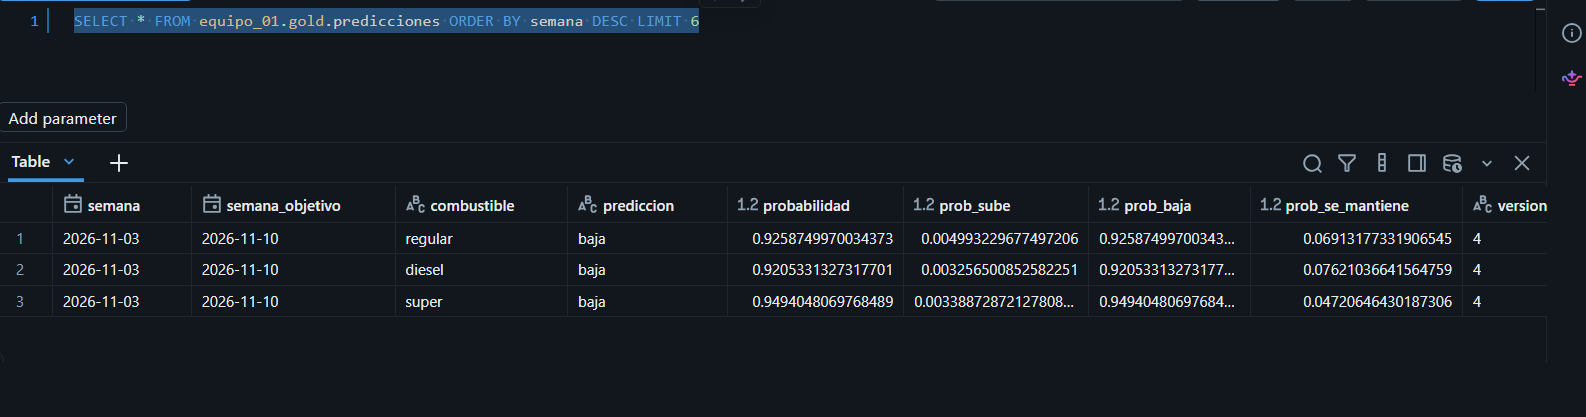 1 SELECT * FROM equipo_01.gold.predicciones ORDER BY semana DESC LIMIT 6
Add parameter
Table
semana semana_objetivo ABC combustible ABC prediccion 1.2 probabilidad 1.2 prob_sube 1.2 prob_baja 1.2 prob_se_mantiene ABC version
1 2026-11-03 2026-11-10 regular baja 0.9258749970034373 0.004993229677497206 0.92587499700343... 0.06913177331906545 4
2 2026-11-03 2026-11-10 diesel baja 0.9205331327317701 0.003256500852582251 0.92053313273177... 0.07621036641564759 4
3 2026-11-03 2026-11-10 super baja 0.9494048069768489 0.00338872872127808... 0.94940480697684... 0.04720646430187306 4